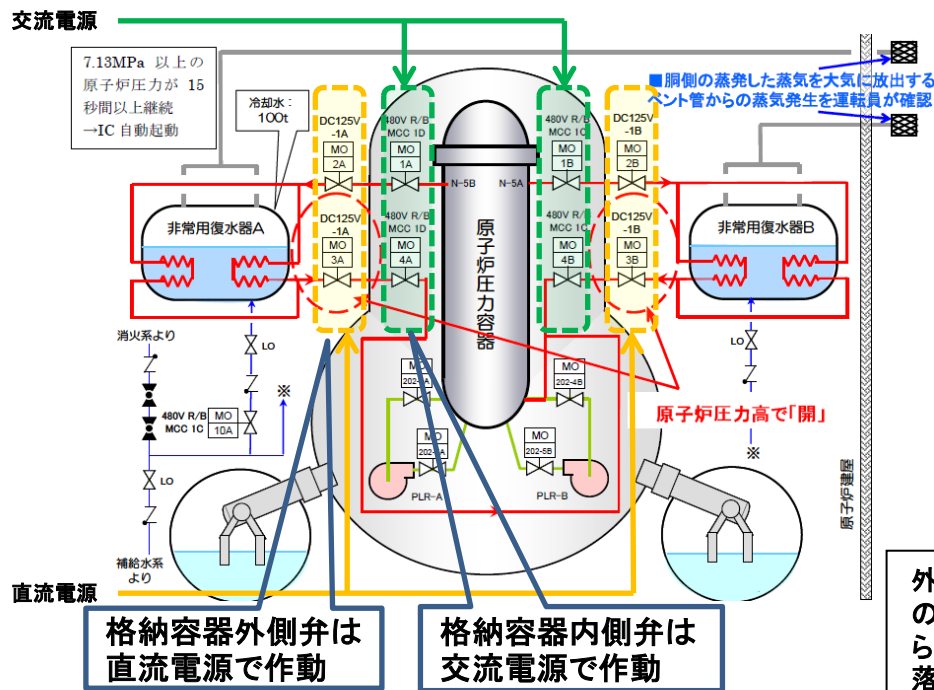 交流電源
7.13MPa 以上の
原子炉圧力が 15
秒間以上継続
→IC 自動起動
冷却水：
100t
DC125V
-1A
MO
2A
480V R/B
MCC 1D
MO
1A
480V R/B
MCC 1C
MO
1B
DC125V
-1B
MO
2B
■胴側の蒸発した蒸気を大気に放出する
ベント管からの蒸気発生を運転員が確認
N-5B
N-5A
非常用復水器A
DC125V
-1A
MO
3A
480V R/B
MCC 1D
MO
4A
原子炉圧力容器
480V R/B
MCC 1C
MO
4B
DC125V
-1B
MO
3B
非常用復水器B
消火系より
LO
480V R/B
MCC 1C
MO
10A
※
LO
補給水系
より
MO
MO
202-4B
MO
MO
202-5B
PLR-A
PLR-B
原子炉圧力高で「開」
LO
※
原子炉建屋
直流電源
格納容器外側弁は
直流電源で作動
格納容器内側弁は
交流電源で作動
外
の
ら
落